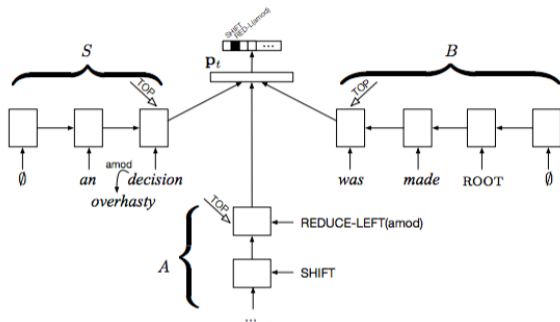 SHIFT
RED-L(amod)
...
p_t
S
B
TOP
TOP
∅
an
amod
decision
overhasty
was
made
ROOT
∅
TOP
REDUCE-LEFT(amod)
A
SHIFT
...